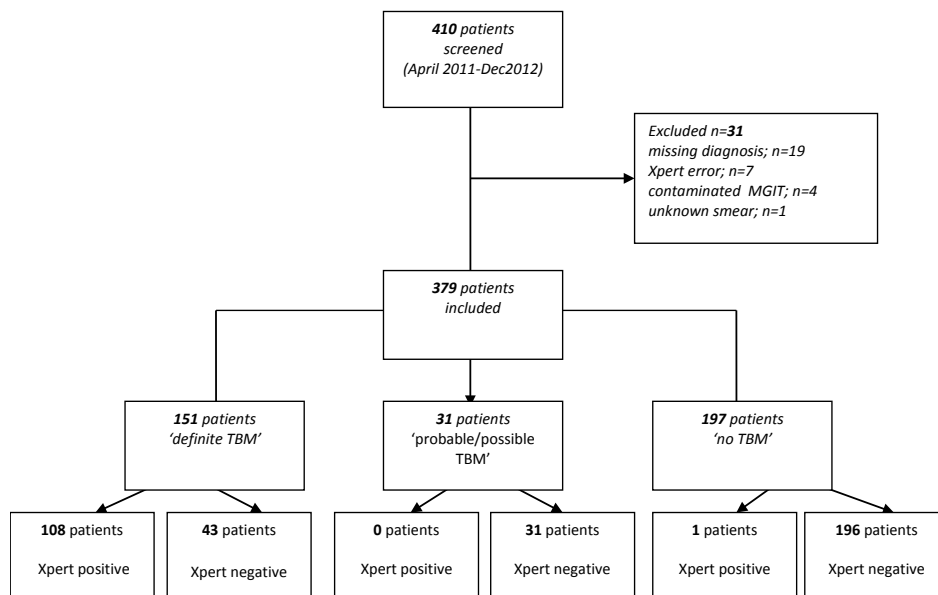 410 patients
screened
(April 2011-Dec2012)
Excluded n=31
missing diagnosis; n=19
Xpert error; n=7
contaminated MGIT; n=4
unknown smear; n=1
379 patients
included
151 patients
‘definite TBM’
31 patients
‘probable/possible
TBM’
197 patients
‘no TBM’
108 patients
Xpert positive
43 patients
Xpert negative
0 patients
Xpert positive
31 patients
Xpert negative
1 patients
Xpert positive
196 patients
Xpert negative